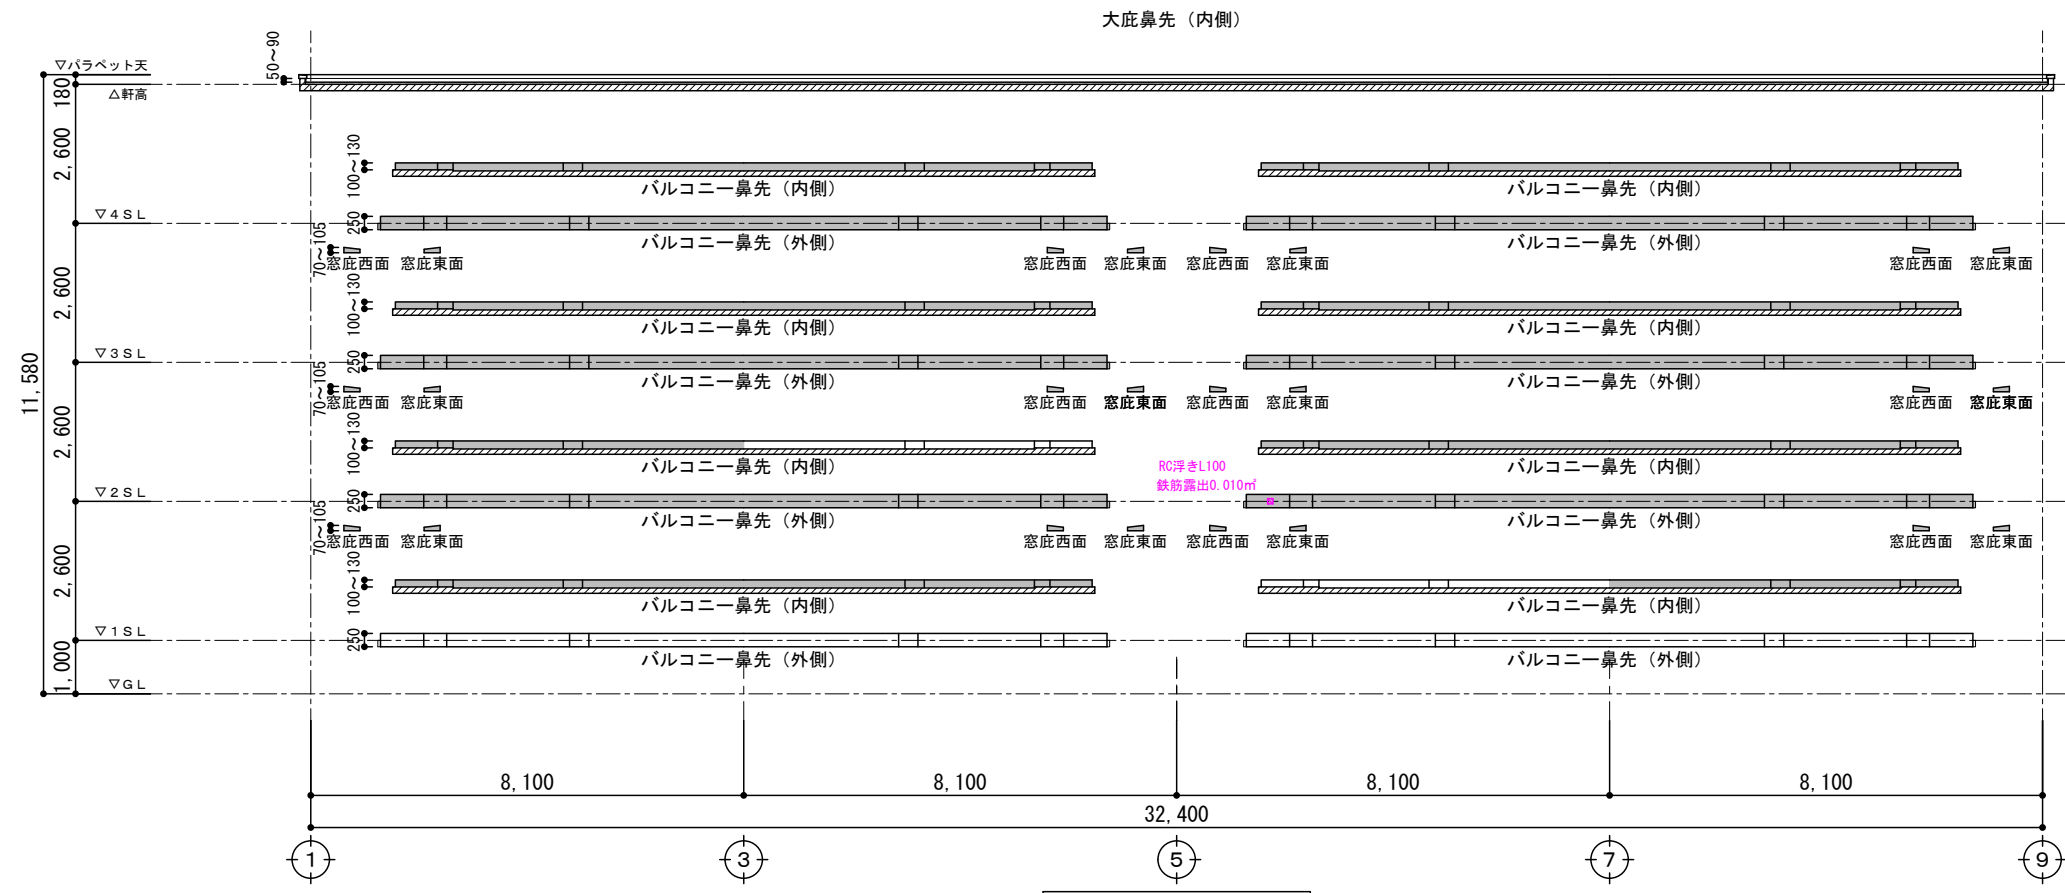 大庇鼻先（内側）
50～90
▽パラペット天
180
△軒高
2,600
100～130
バルコニー鼻先（内側）
バルコニー鼻先（内側）
▽4SL
250
バルコニー鼻先（外側）
バルコニー鼻先（外側）
70～105
窓庇西面 窓庇東面 窓庇西面 窓庇東面 窓庇西面 窓庇東面 窓庇西面 窓庇東面
2,600
100～130
バルコニー鼻先（内側）
バルコニー鼻先（内側）
▽3SL
250
バルコニー鼻先（外側）
バルコニー鼻先（外側）
11,580
70～105
窓庇西面 窓庇東面 窓庇西面 窓庇東面 窓庇西面 窓庇東面 窓庇西面 窓庇東面
2,600
100～130
バルコニー鼻先（内側）
バルコニー鼻先（内側）
RC浮きL100
鉄筋露出0.010㎡
▽2SL
250
バルコニー鼻先（外側）
バルコニー鼻先（外側）
70～105
窓庇西面 窓庇東面 窓庇西面 窓庇東面 窓庇西面 窓庇東面 窓庇西面 窓庇東面
2,600
100～130
バルコニー鼻先（内側）
バルコニー鼻先（内側）
▽1SL
250
バルコニー鼻先（外側）
バルコニー鼻先（外側）
1,000
▽GL
8,100 8,100 8,100 8,100
32,400
1 3 5 7 9